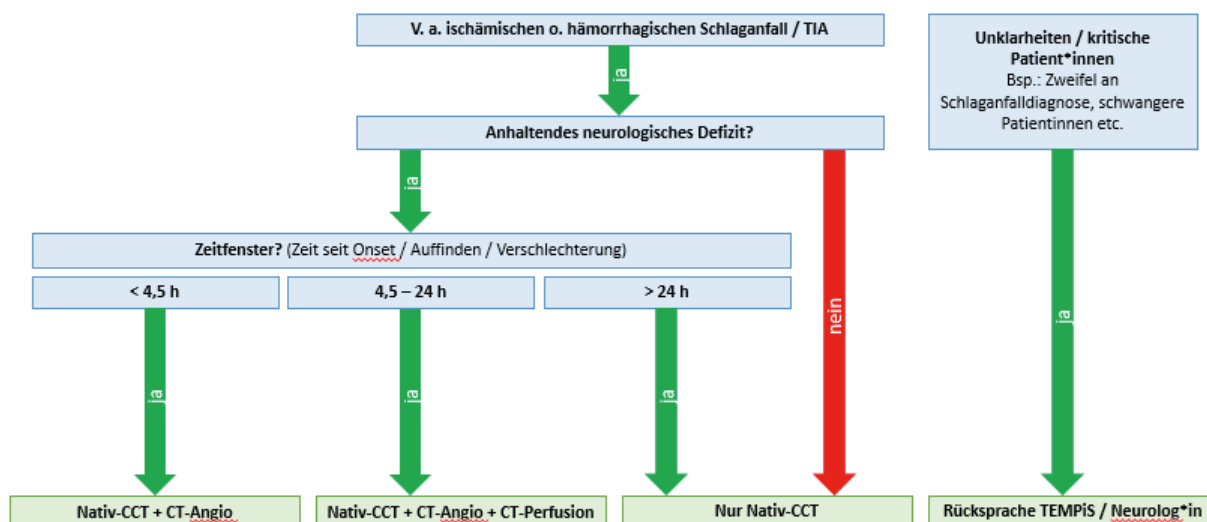 V. a. ischämischen o. hämorrhagischen Schlaganfall / TIA
Unklarheiten / kritische
Patient*innen
Bsp.: Zweifel an
Schlaganfalldiagnose, schwangere
Patientinnen etc.
ja
Anhaltendes neurologisches Defizit?
ja
Zeitfenster? (Zeit seit Onset / Auffinden / Verschlechterung)
< 4,5 h
4,5 – 24 h
> 24 h
nein
ja
ja
ja
ja
Nativ-CCT + CT-Angio
Nativ-CCT + CT-Angio + CT-Perfusion
Nur Nativ-CCT
Rücksprache TEMPiS / Neurolog*in